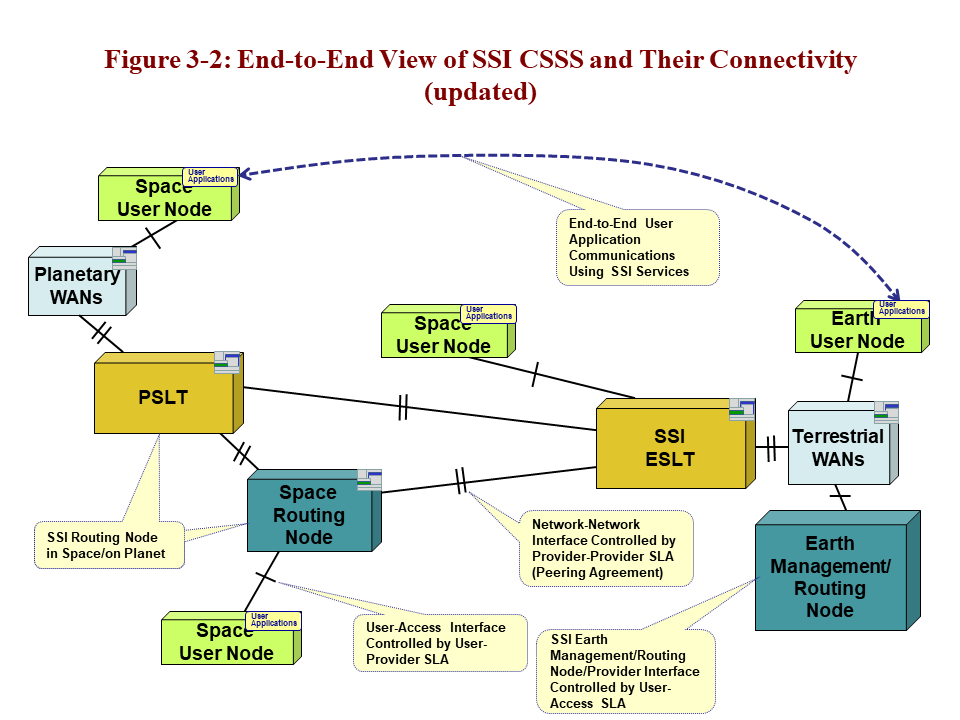 Figure 3-2: End-to-End View of SSI CSSS and Their Connectivity
(updated)
User
Applications
Space
User Node
End-to-End User
Application
Communications
Using SSI Services
Planetary
WANs
User
Applications
Space
User Node
User
Applications
Earth
User Node
PSLT
SSI
ESLT
Terrestrial
WANs
Space
Routing
Node
SSI Routing Node
in Space/on Planet
Network-Network
Interface Controlled by
Provider-Provider SLA
(Peering Agreement)
Earth
Management/
Routing
Node
User
Applications
Space
User Node
User-Access Interface
Controlled by User-
Provider SLA
SSI Earth
Management/Routing
Node/Provider Interface
Controlled by User-
Access SLA